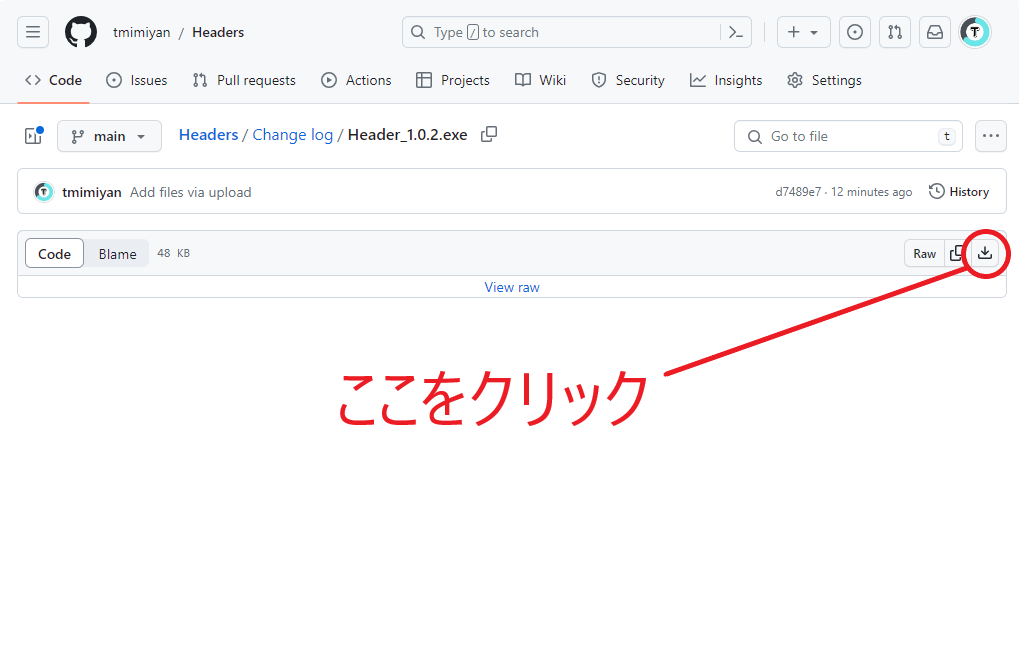 tmimiyan / Headers
Type / to search
Code Issues Pull requests Actions Projects Wiki Security Insights Settings
main
Headers / Change log / Header_1.0.2.exe
Go to file t
tmimiyan Add files via upload
d7489e7 · 12 minutes ago
History
Code Blame 48 KB
Raw
View raw
ここをクリック